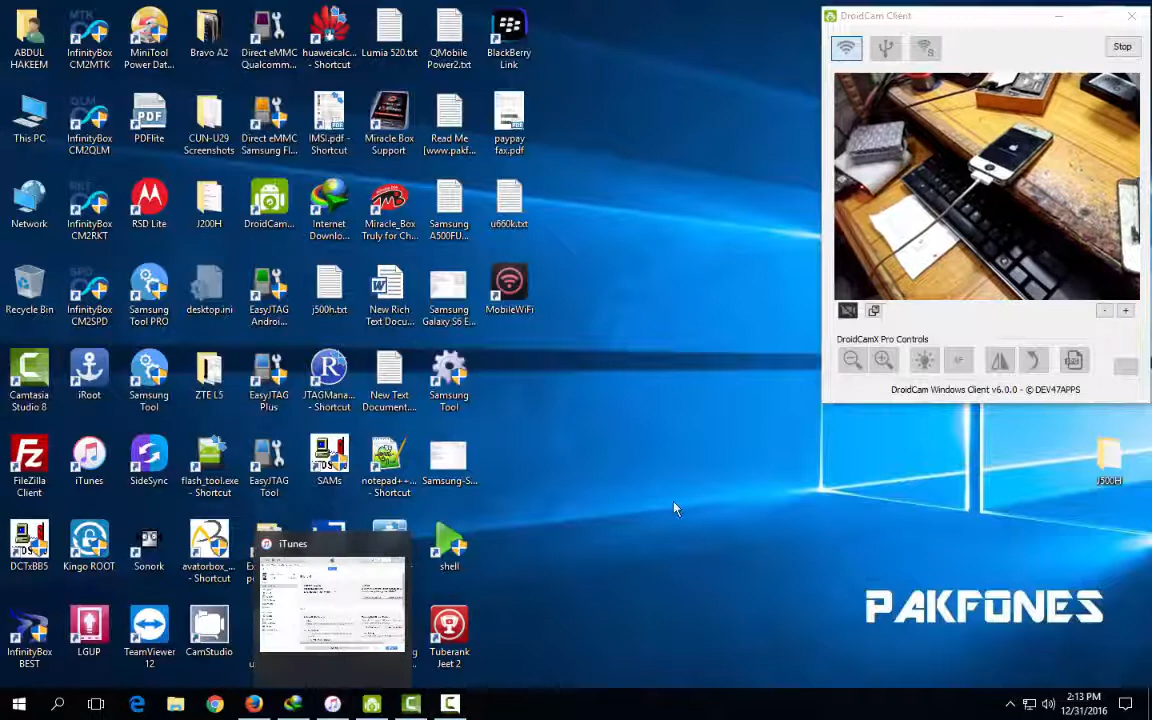 ABDUL
HAKEEM
InfinityBox
CM2MTK
MiniTool
Power Dat...
Bravo A2
Direct eMMC
Qualcomm...
huaweicalc...
- Shortcut
Lumia 520.txt
QMobile
Power2.txt
BlackBerry
Link
This PC
InfinityBox
CM2QLM
PDFlite
CUN-U29
Screenshots
Direct eMMC
Samsung Fl...
IMSI.pdf -
Shortcut
Miracle Box
Support
Read Me
[www.pakf...
paypay
fax.pdf
Network
InfinityBox
CM2RKT
RSD Lite
J200H
DroidCam...
Internet
Downlo...
Miracle_Box
Truly for Ch...
Samsung
A500FU...
u660k.txt
Recycle Bin
InfinityBox
CM2SPD
Samsung
Tool PRO
desktop.ini
EasyJTAG
Androi...
j500h.txt
New Rich
Text Docu...
Samsung
Galaxy S6 E...
MobileWiFi
Camtasia
Studio 8
iRoot
Samsung
Tool
ZTE L5
EasyJTAG
Plus
JTAGMana...
- Shortcut
New Text
Document....
Samsung
Tool
FileZilla
Client
iTunes
SideSync
flash_tool.exe
- Shortcut
EasyJTAG
Tool
SAMs
notepad++...
- Shortcut
Samsung-S...
DCTxBB5
Kingo ROOT
Sonork
avatorbox_...
- Shortcut
iTunes
shell
InfinityBox
BEST
LGUP
TeamViewer
12
CamStudio
Tuberank
Jeet 2
DroidCam Client
Stop
DroidCamX Pro Controls
DroidCam Windows Client v6.0.0 - © DEV47APPS
J500H
PAKFONES
2:13 PM
12/31/2016